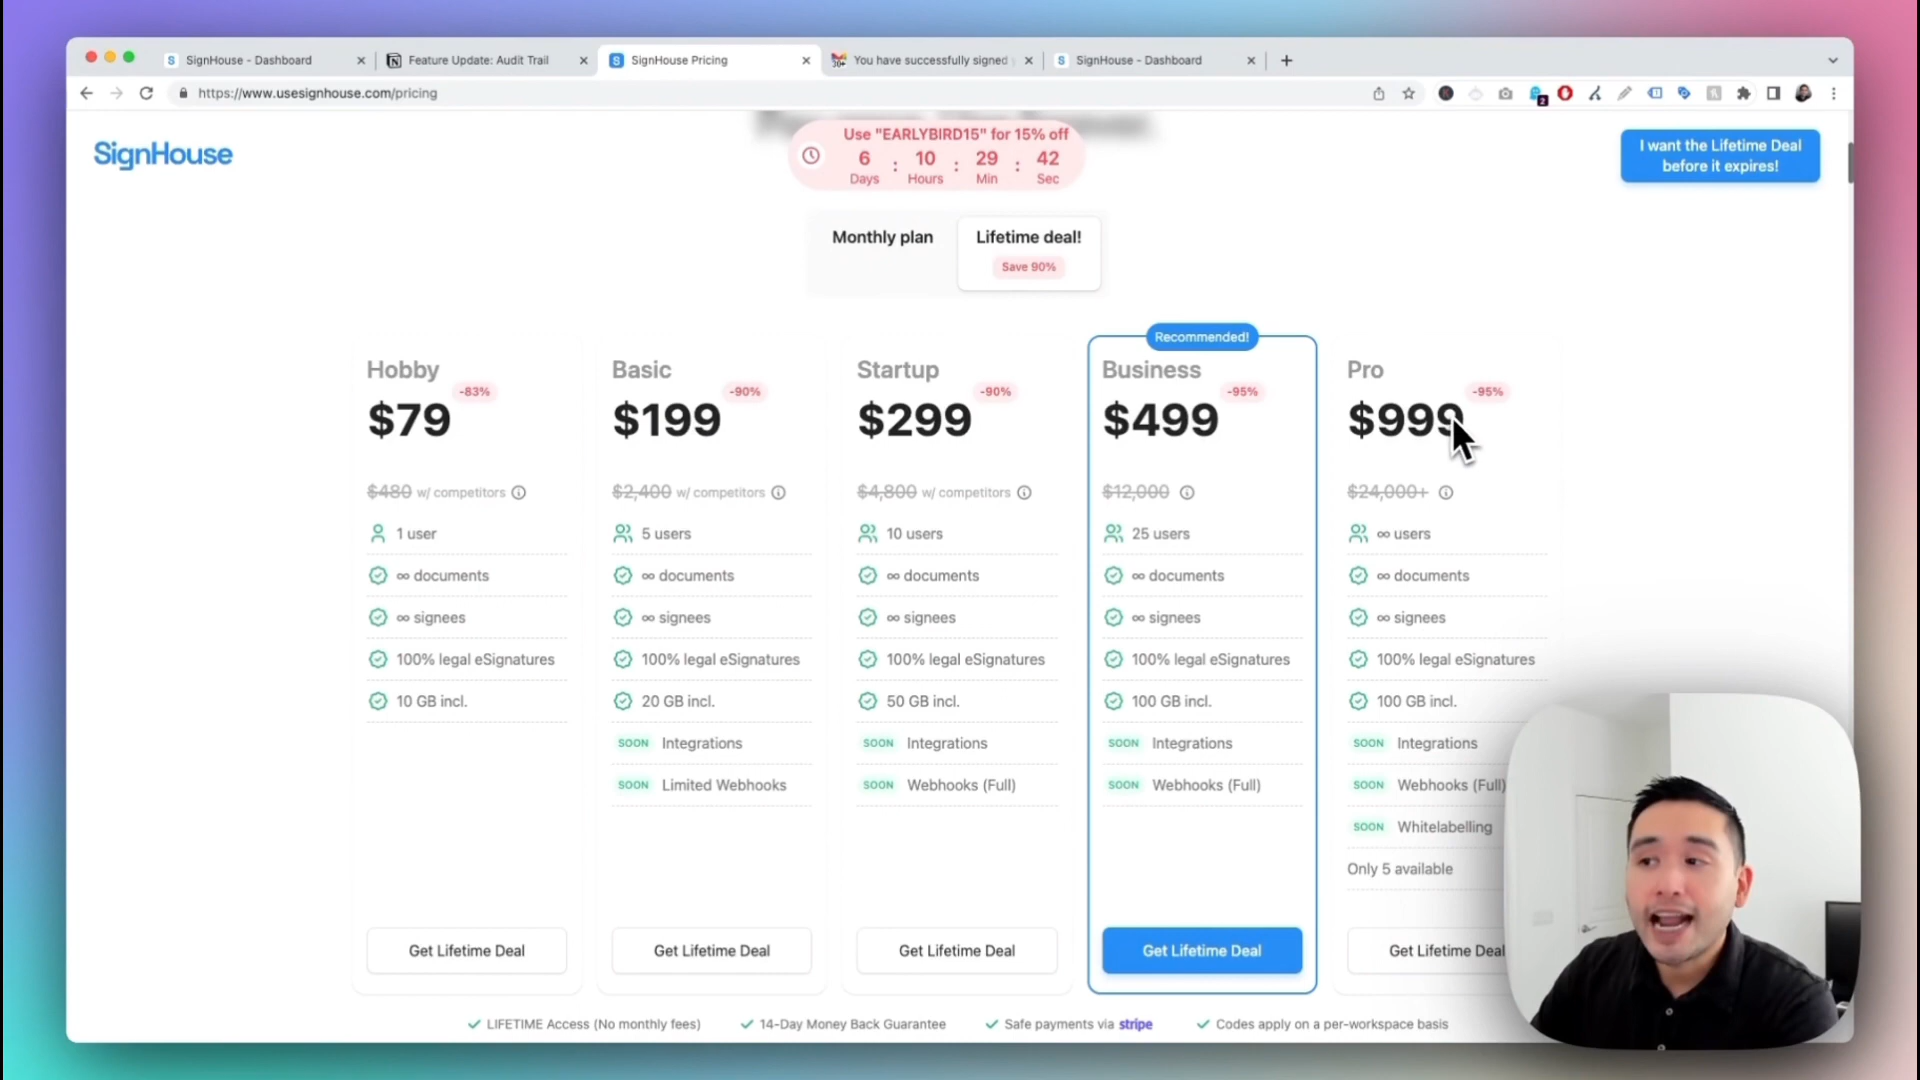 SignHouse - Dashboard
Feature Update: Audit Trail
SignHouse Pricing
You have successfully signed
SignHouse - Dashboard
https://www.usesignhouse.com/pricing
SignHouse
Use "EARLYBIRD15" for 15% off
6 : 10 : 29 : 42
Days Hours Min Sec
I want the Lifetime Deal
before it expires!
Monthly plan
Lifetime deal!
Save 90%
Hobby
-83%
$79
$480 w/ competitors
1 user
∞ documents
∞ signees
100% legal eSignatures
10 GB incl.
Get Lifetime Deal
Basic
-90%
$199
$2,400 w/ competitors
5 users
∞ documents
∞ signees
100% legal eSignatures
20 GB incl.
SOON Integrations
SOON Limited Webhooks
Get Lifetime Deal
Startup
-90%
$299
$4,800 w/ competitors
10 users
∞ documents
∞ signees
100% legal eSignatures
50 GB incl.
SOON Integrations
SOON Webhooks (Full)
Get Lifetime Deal
Recommended!
Business
-95%
$499
$12,000
25 users
∞ documents
∞ signees
100% legal eSignatures
100 GB incl.
SOON Integrations
SOON Webhooks (Full)
Get Lifetime Deal
Pro
-95%
$999
$24,000+
∞ users
∞ documents
∞ signees
100% legal eSignatures
100 GB incl.
SOON Integrations
SOON Webhooks (Full)
SOON Whitelabelling
Only 5 available
Get Lifetime Deal
LIFETIME Access (No monthly fees)
14-Day Money Back Guarantee
Safe payments via stripe
Codes apply on a per-workspace basis